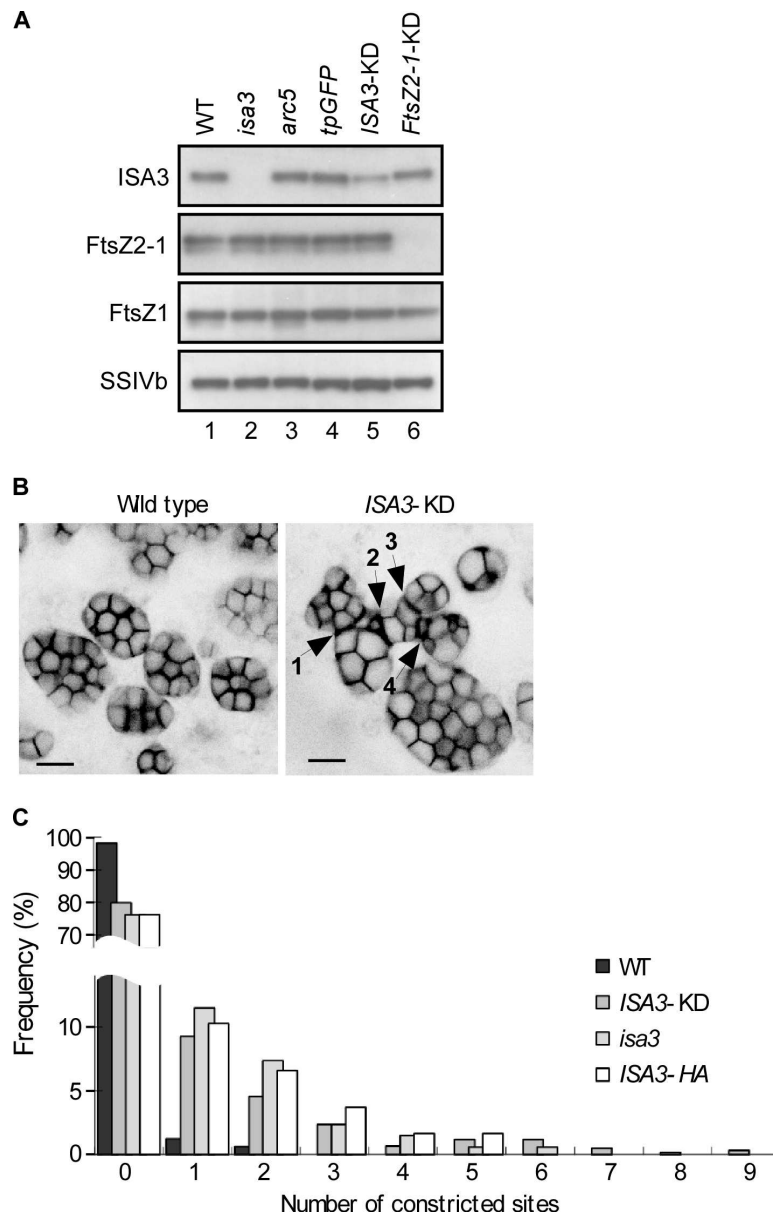 A
WT isa3 arc5 tpGFP ISA3-KD FtsZ2-1-KD
ISA3
FtsZ2-1
FtsZ1
SSIVb
1 2 3 4 5 6
B
Wild type ISA3-KD
1 2 3 4
C
Frequency (%)
100
90
80
70
10
5
0
WT
ISA3-KD
isa3
ISA3-HA
0 1 2 3 4 5 6 7 8 9
Number of constricted sites